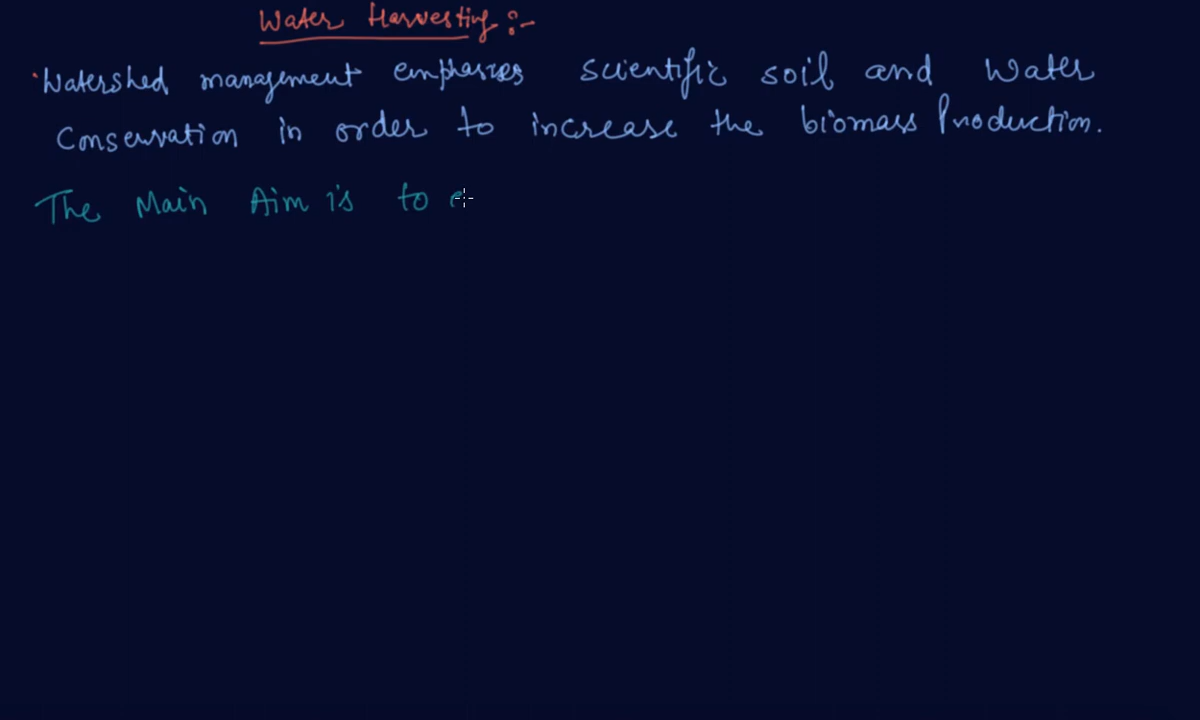 Water Harvesting :-
• Watershed management emphasizes scientific soil and Water
Conservation in order to increase the biomass Production.
The Main Aim is to